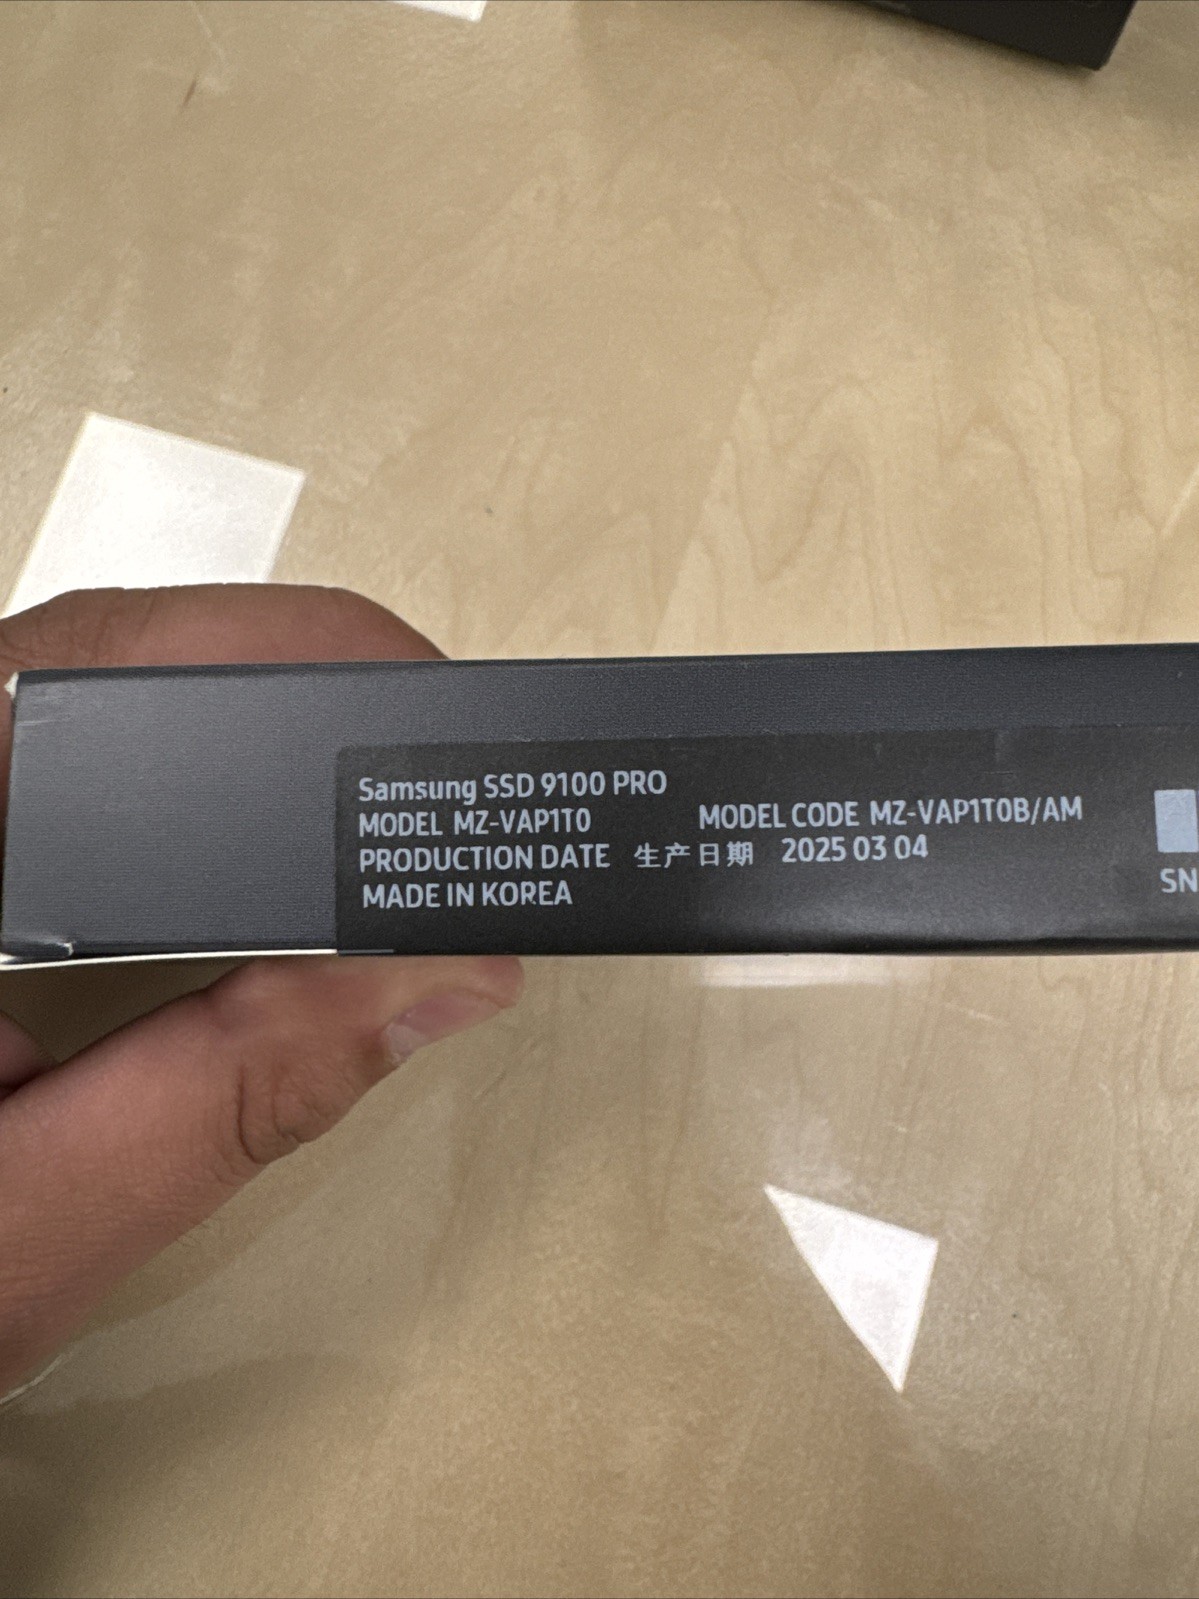 Samsung SSD 9100 PRO
MODEL MZ-VAP1T0 MODEL CODE MZ-VAP1T0B/AM
PRODUCTION DATE 生产日期 2025 03 04
MADE IN KOREA
SN